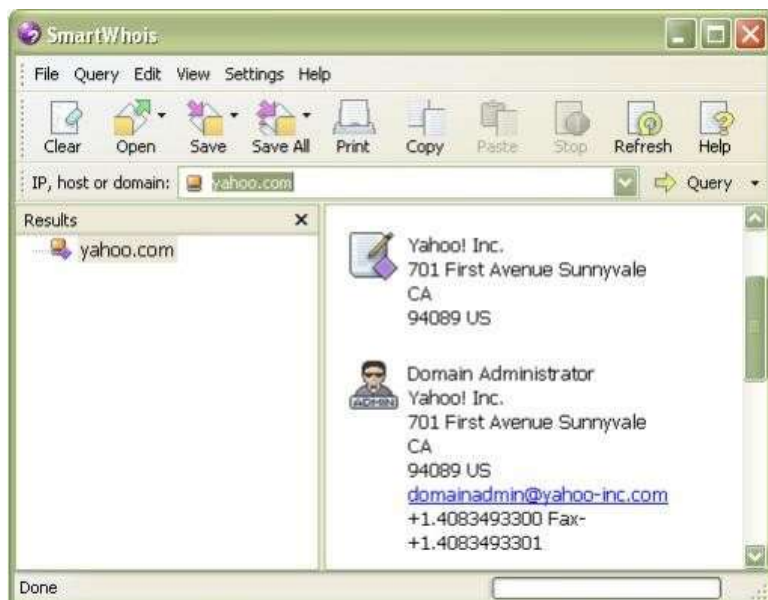 SmartWhois
File Query Edit View Settings Help
Clear Open Save Save All Print Copy Paste Stop Refresh Help
IP, host or domain: yahoo.com Query
Results
yahoo.com
Yahoo! Inc.
701 First Avenue Sunnyvale
CA
94089 US
ADMIN
Domain Administrator
Yahoo! Inc.
701 First Avenue Sunnyvale
CA
94089 US
domainadmin@yahoo-inc.com
+1.4083493300 Fax-
+1.4083493301
Done